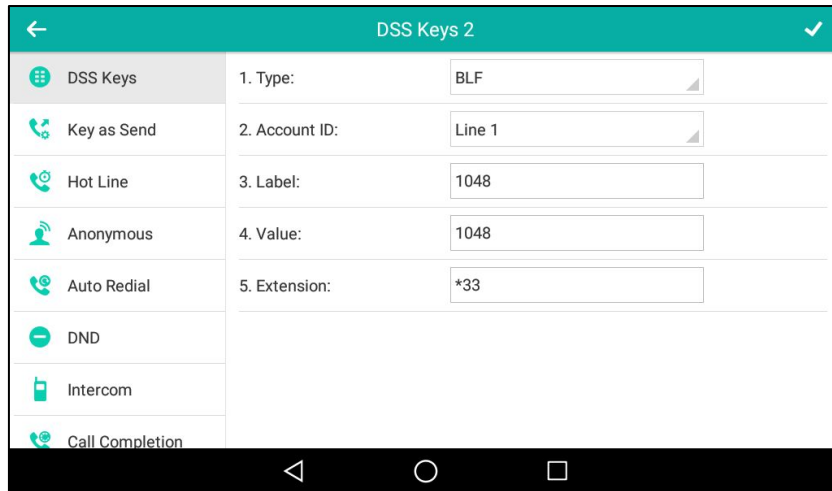 DSS Keys 2
DSS Keys
1. Type:
BLF
Key as Send
2. Account ID:
Line 1
Hot Line
3. Label:
1048
Anonymous
4. Value:
1048
Auto Redial
5. Extension:
*33
DND
Intercom
Call Completion